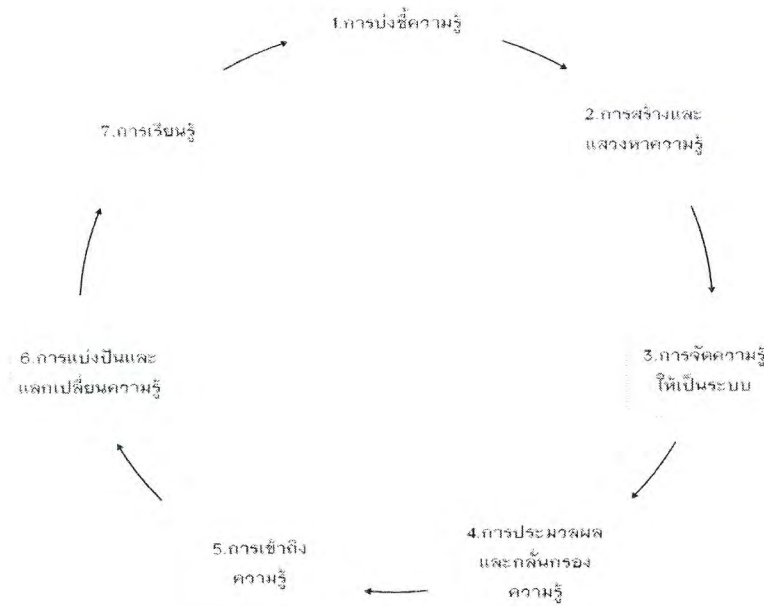 1.การบ่งชี้ความรู้
2.การสร้างและ
แสวงหาความรู้
3.การจัดความรู้
ให้เป็นระบบ
4.การประมวลผล
และกลั่นกรอง
ความรู้
5.การเข้าถึง
ความรู้
6.การแบ่งปันและ
แลกเปลี่ยนความรู้
7.การเรียนรู้